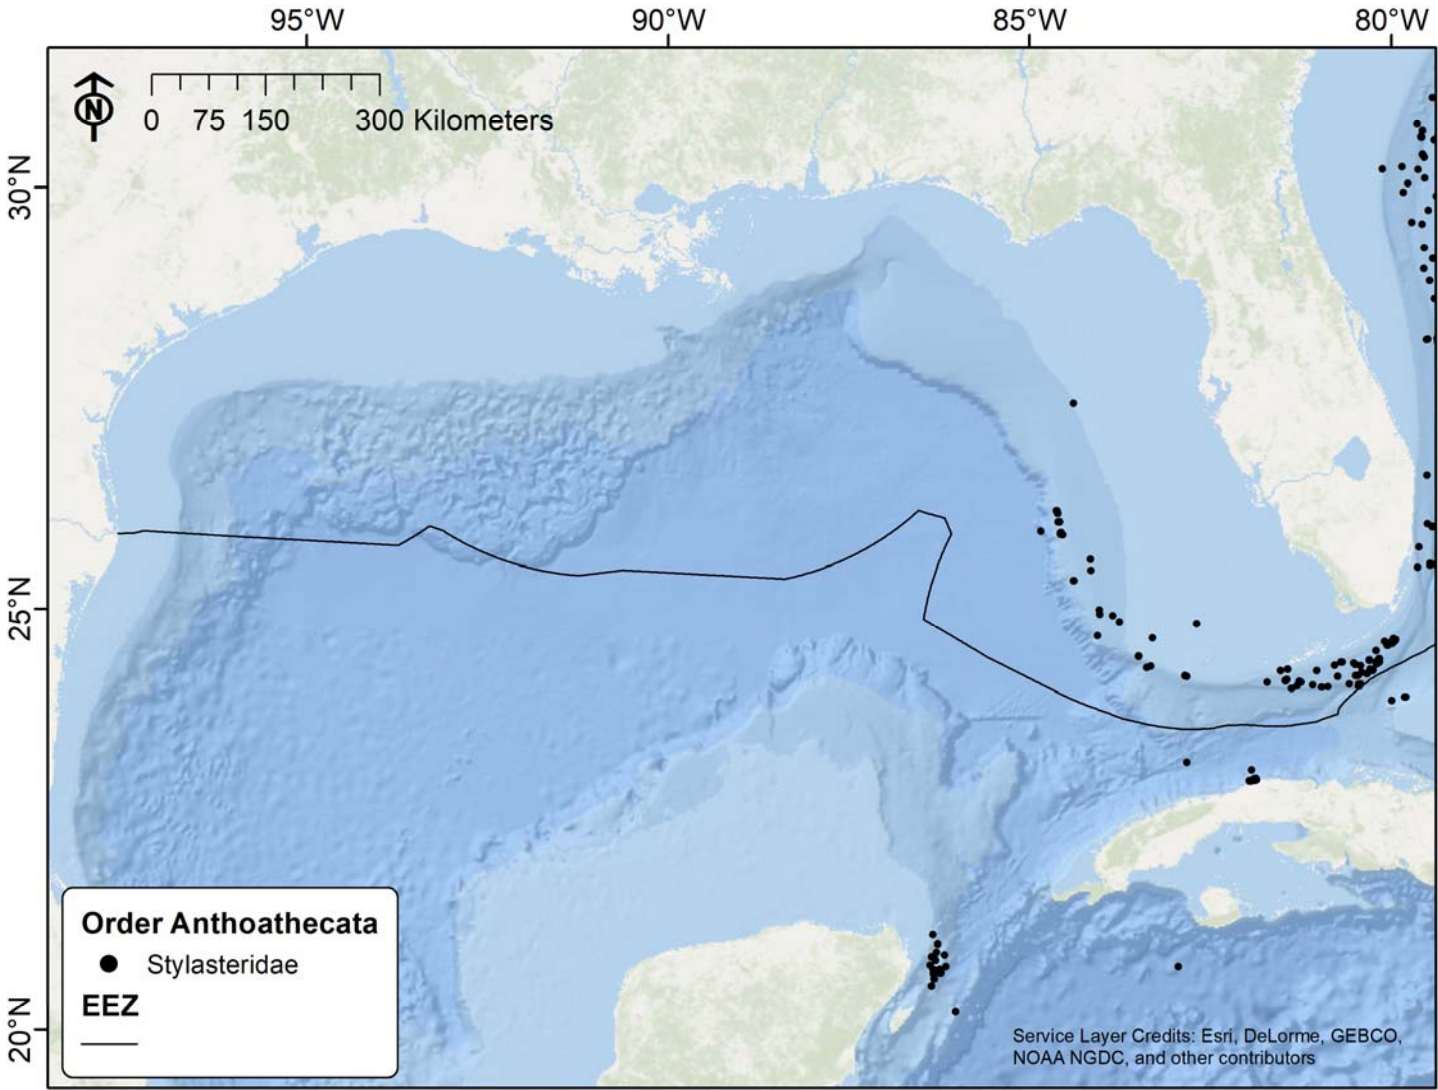 95°W 90°W 85°W 80°W
N
0 75 150 300 Kilometers
30°N
25°N
20°N
Order Anthoathecata
Stylasteridae
EEZ
Service Layer Credits: Esri, DeLorme, GEBCO,
NOAA NGDC, and other contributors